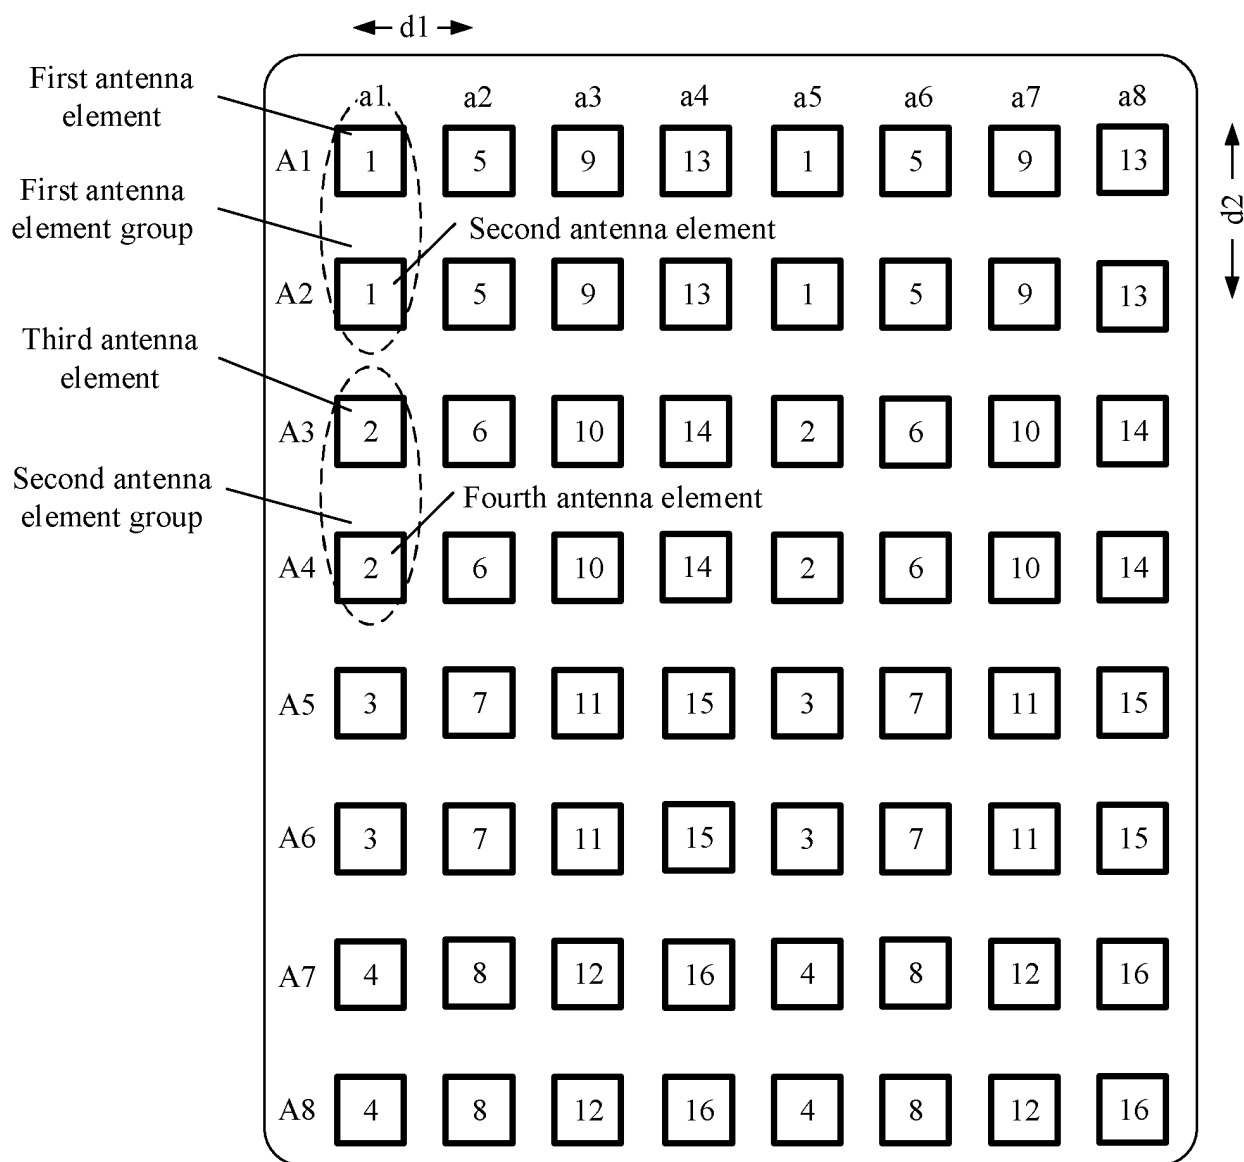 d1
First antenna
element
a1 a2 a3 a4 a5 a6 a7 a8
A1 1 5 9 13 1 5 9 13
First antenna
element group
Second antenna element
d2
A2 1 5 9 13 1 5 9 13
Third antenna
element
A3 2 6 10 14 2 6 10 14
Second antenna
element group
Fourth antenna element
A4 2 6 10 14 2 6 10 14
A5 3 7 11 15 3 7 11 15
A6 3 7 11 15 3 7 11 15
A7 4 8 12 16 4 8 12 16
A8 4 8 12 16 4 8 12 16